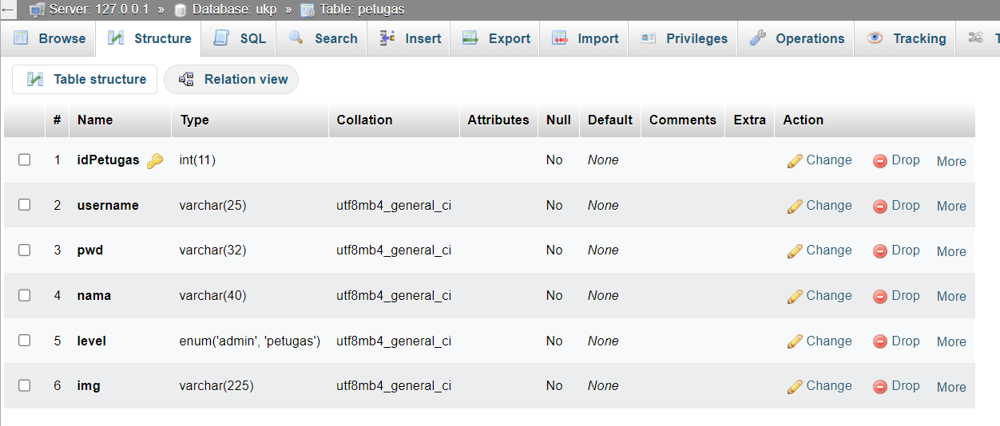 Server: 127.0.0.1 » Database: ukp » Table: petugas
Browse Structure SQL Search Insert Export Import Privileges Operations Tracking
Table structure Relation view
# Name Type Collation Attributes Null Default Comments Extra Action
1 idPetugas int(11) No None Change Drop More
2 username varchar(25) utf8mb4_general_ci No None Change Drop More
3 pwd varchar(32) utf8mb4_general_ci No None Change Drop More
4 nama varchar(40) utf8mb4_general_ci No None Change Drop More
5 level enum('admin', 'petugas') utf8mb4_general_ci No None Change Drop More
6 img varchar(225) utf8mb4_general_ci No None Change Drop More